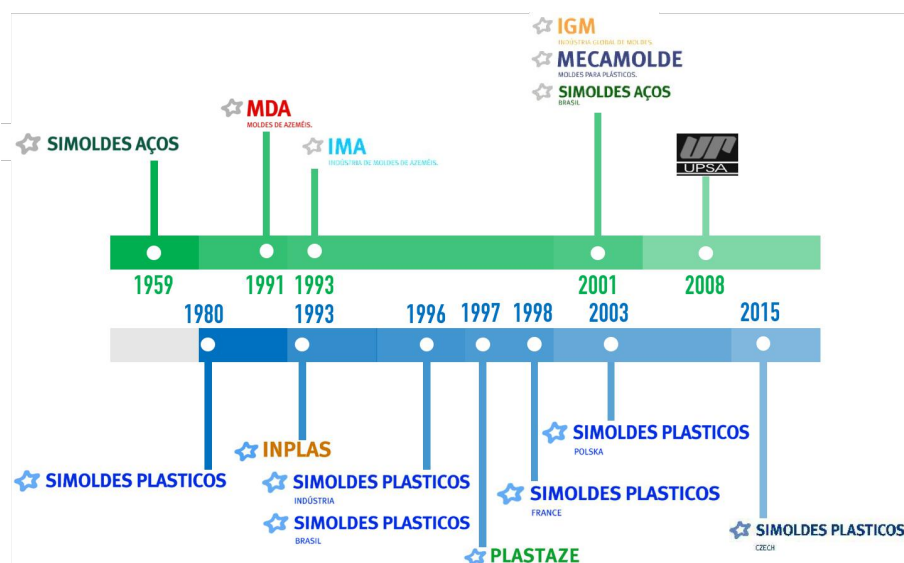 IGM
INDÚSTRIA GLOBAL DE MOLDES.
MECAMOLDE
MOLDES PARA PLÁSTICOS.
SIMOLDES AÇOS
BRASIL
MDA
MOLDES DE AZEMÉIS.
SIMOLDES AÇOS
IMA
INDÚSTRIA DE MOLDES DE AZEMÉIS.
UPSA
1959
1991
1993
2001
2008
1980
1993
1996
1997
1998
2003
2015
SIMOLDES PLASTICOS
POLSKA
INPLAS
SIMOLDES PLASTICOS
SIMOLDES PLASTICOS
INDÚSTRIA
SIMOLDES PLASTICOS
FRANCE
SIMOLDES PLASTICOS
BRASIL
SIMOLDES PLASTICOS
CZECH
PLASTAZE